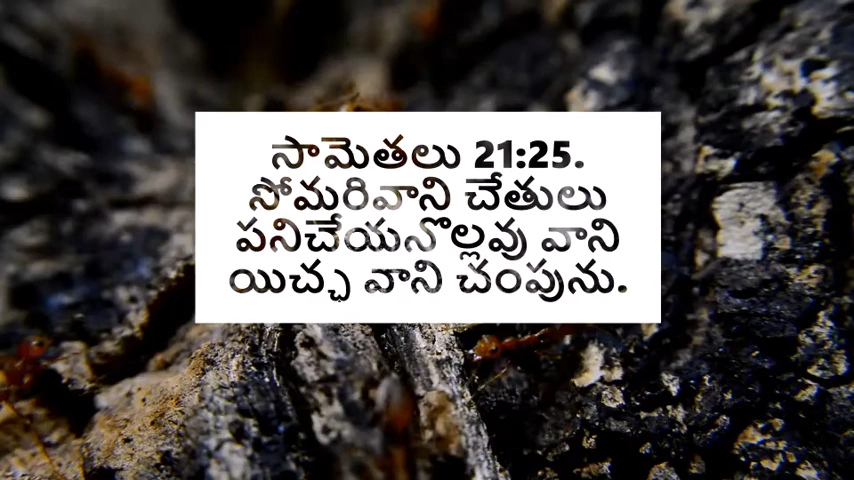 సామెతలు 21:25.
సోమరివాని చేతులు
పనిచేయనొల్లవు వాని
యిచ్ఛ వాని చంపును.